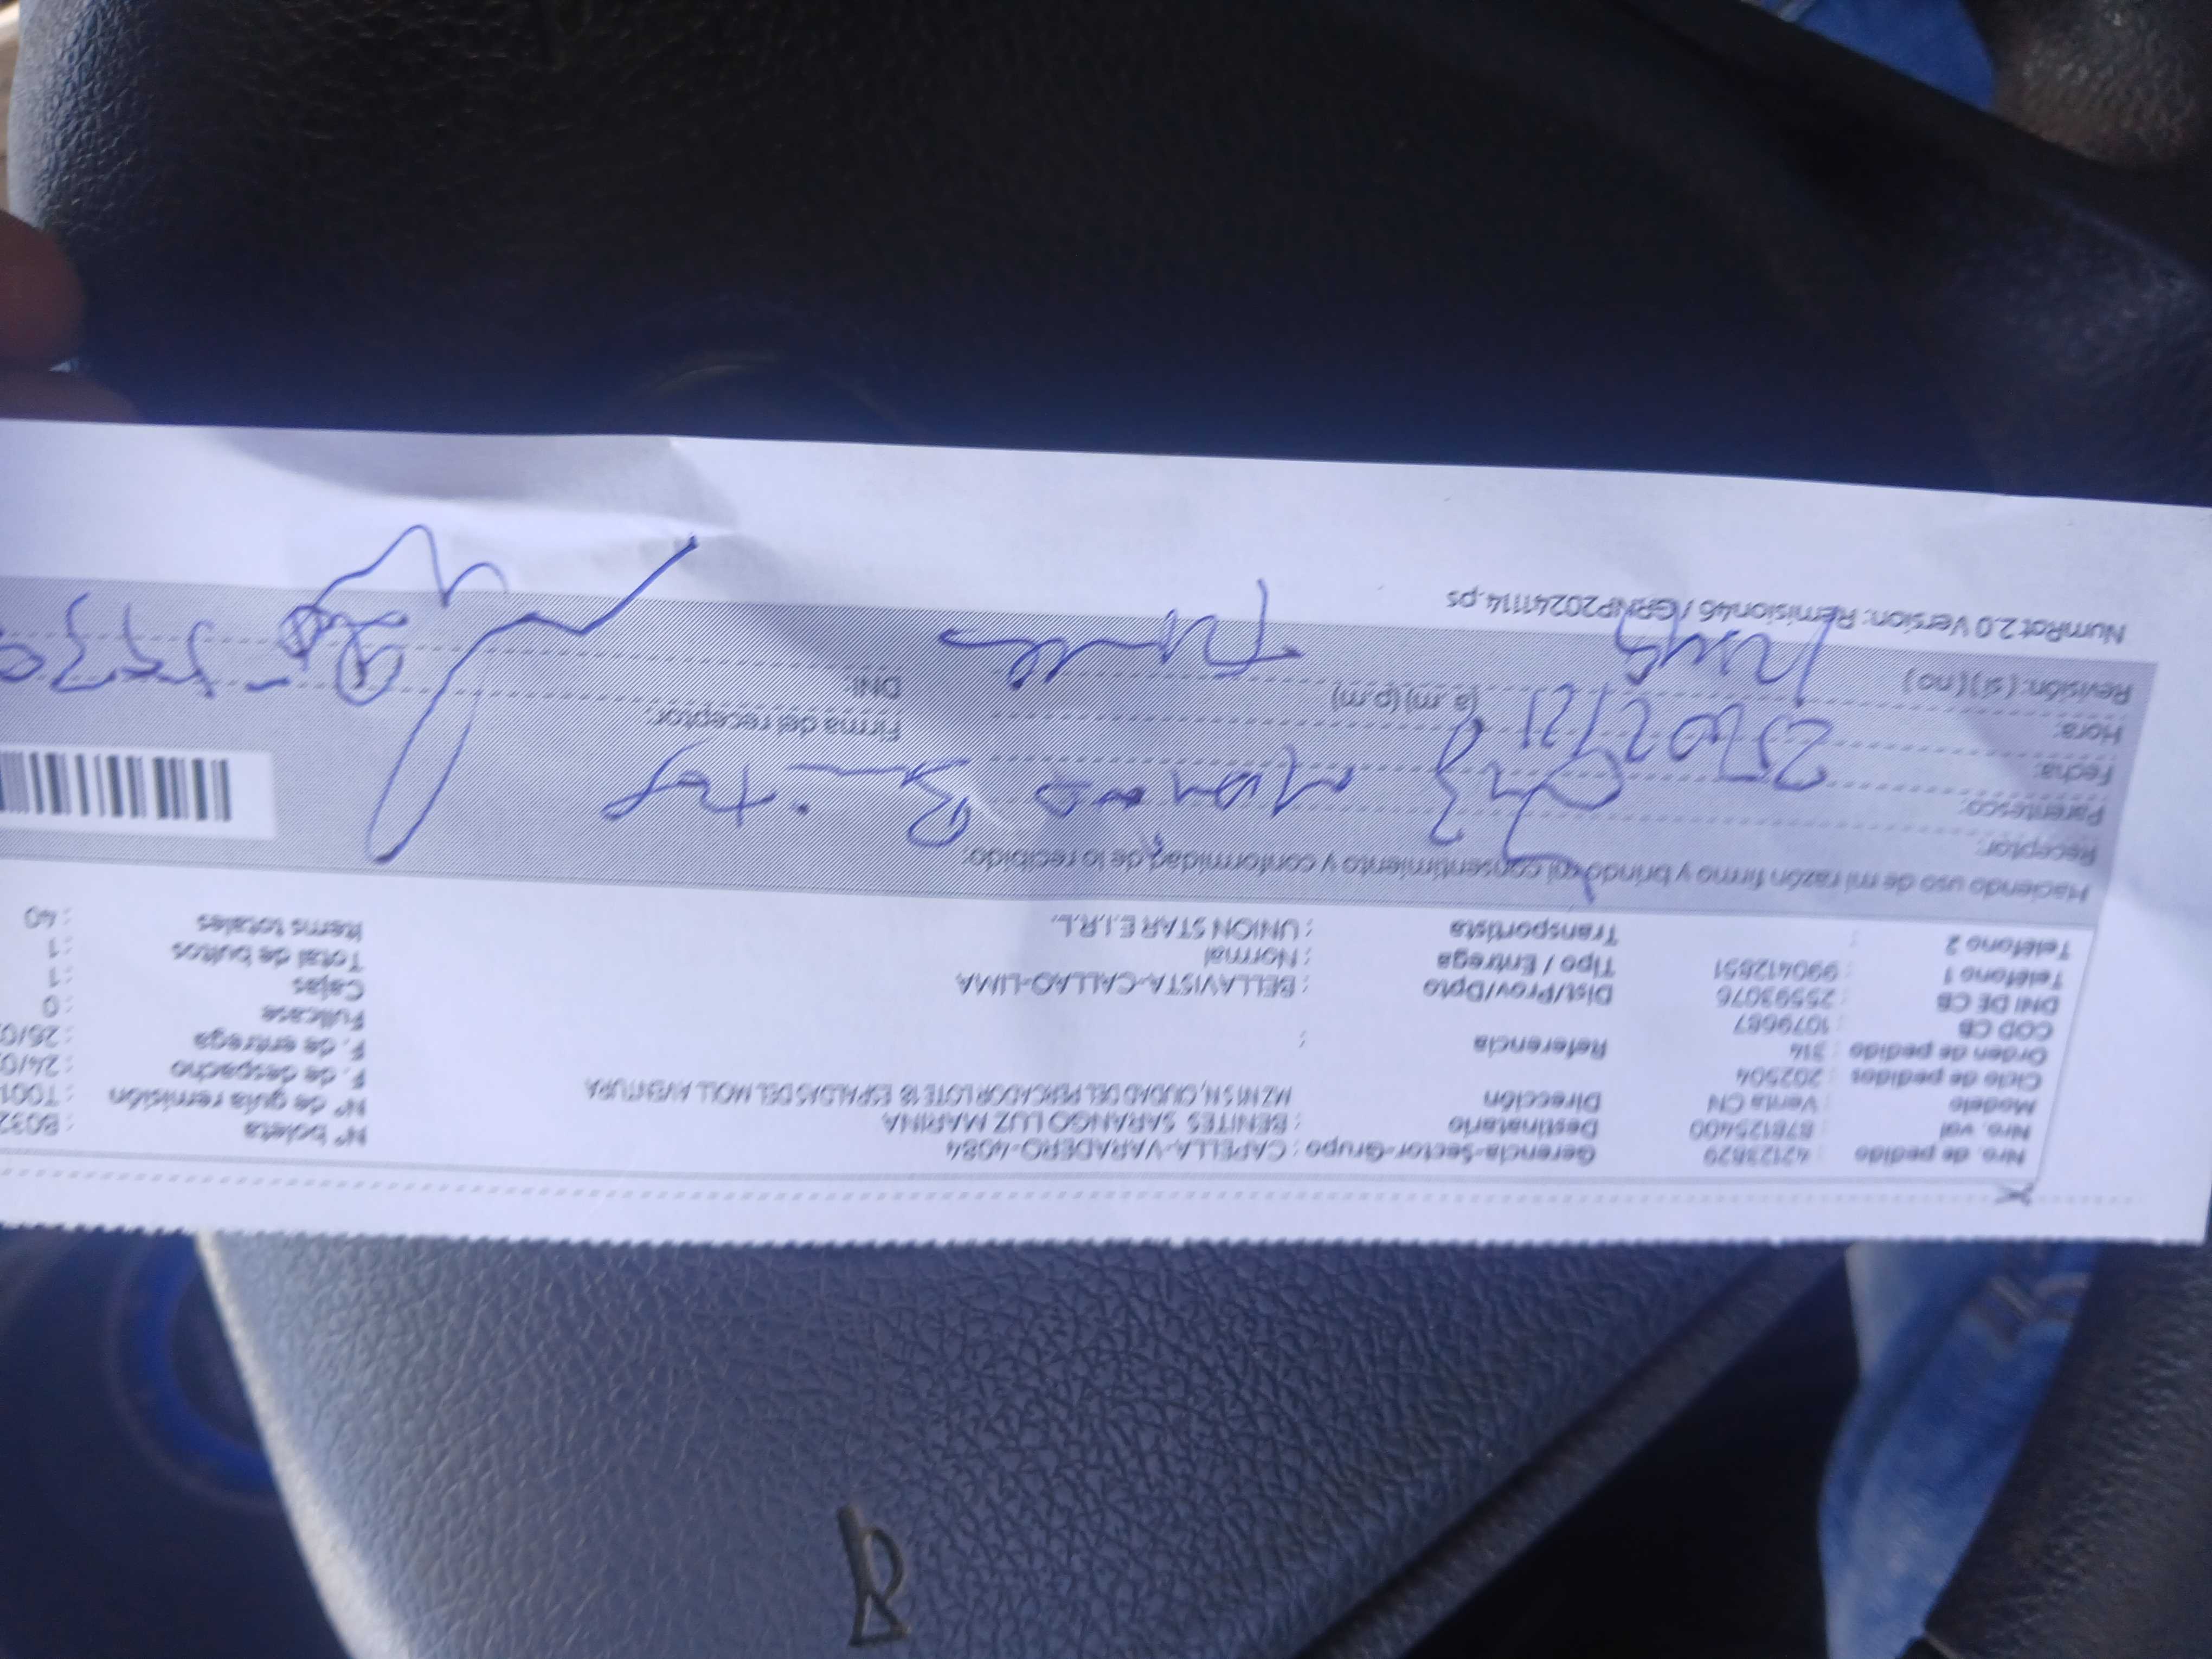 Nro. de pedido : 42123829 Gerencia-Sector-Grupo : CAPELLA-VARADERO-4084 N° boleta : B032
Nro. val : 878125400 Destinatario : BENITES SARANGO LUZ MARINA N° de guía remisión : T001
Modelo : Venta CN Dirección MZ M1 SN, CIUDAD DEL PESCADOR LOTE 18 ESPALDAS DEL MOLL AVENTURA F. de despacho : 24/0
Ciclo de pedidos : 202504 F. de entrega : 26/0
Orden de pedido : 314 Referencia : Fullcase : 0
COD CB : 1079687 Cajas : 1
DNI DE CB : 25593076 Dist/Prov/Dpto : BELLAVISTA-CALLAO-LIMA Total de bultos : 1
Teléfono 1 : 990412851 Tipo / Entrega : Normal Items totales : 40
Teléfono 2 : Transportista : UNION STAR E.I.R.L.
Haciendo uso de mi razón firmo y brindo mi consentimiento y conformidad de lo recibido:
Receptor: Luz
Parentesco:
Fecha: Firma del receptor:
Hora: (a.m) (p.m) DNI:
Revisión: ( si ) ( no )
NumRot 2.0 Version: Remision46 / GRNP20241114.ps